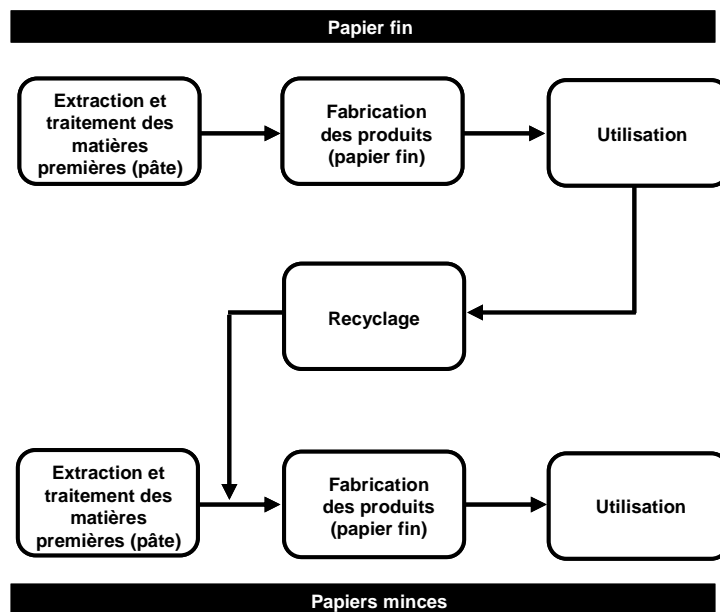 Papier fin
Extraction et
traitement des
matières
premières (pâte)
Fabrication
des produits
(papier fin)
Utilisation
Recyclage
Extraction et
traitement des
matières
premières (pâte)
Fabrication
des produits
(papier fin)
Utilisation
Papiers minces